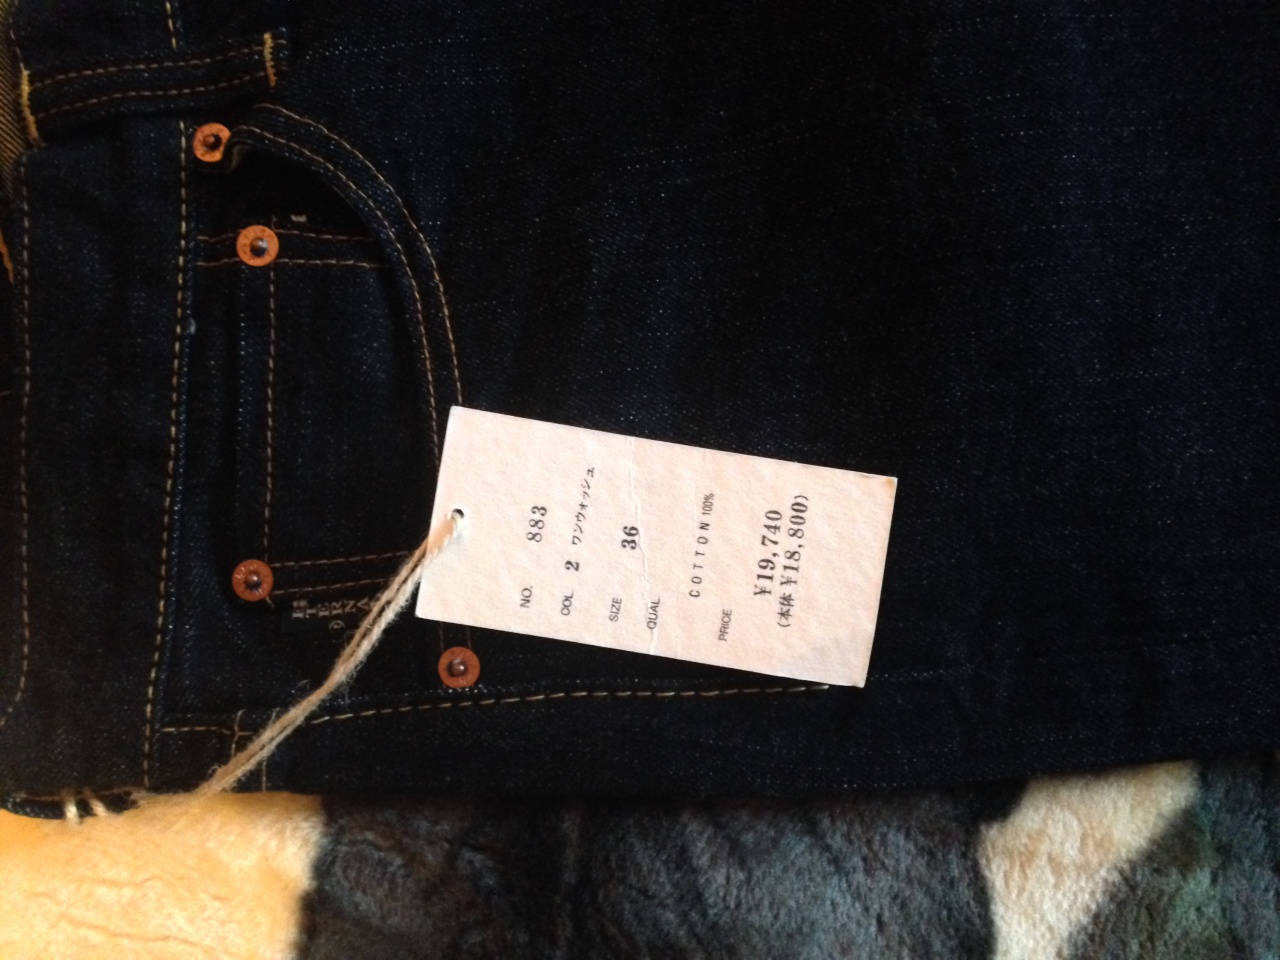 NO. 883
COL. 2 ワンウォッシュ
SIZE 36
QUAL
COTTON 100%
PRICE
¥19,740
(本体 ¥18,800)